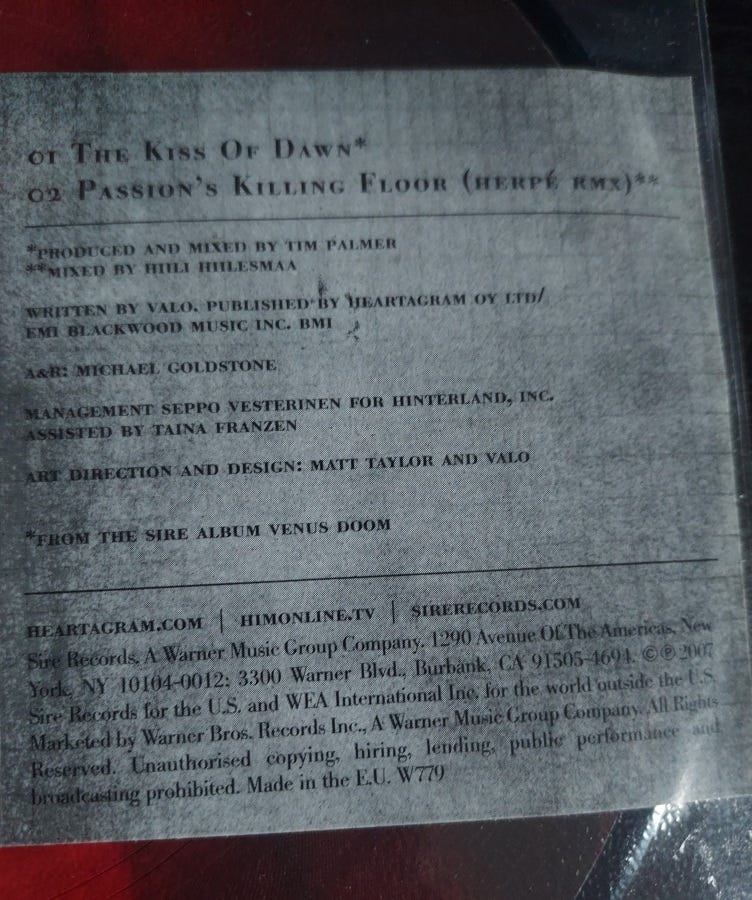 01 The Kiss Of Dawn*
02 Passion's Killing Floor (herpé rmx)**
*produced and mixed by tim palmer
**mixed by hiili hiilesmaa
written by valo. published by heartagram oy ltd/
emi blackwood music inc. bmi
a&r: michael goldstone
management seppo vesterinen for hinterland, inc.
assisted by taina franzen
art direction and design: matt taylor and valo
*from the sire album venus doom
heartagram.com | himonline.tv | sirerecords.com
Sire Records, A Warner Music Group Company. 1290 Avenue Of The Americas, New
York, NY 10104-0012; 3300 Warner Blvd., Burbank, CA 91505-4694. ©℗ 2007
Sire Records for the U.S. and WEA International Inc. for the world outside the U.S.
Marketed by Warner Bros. Records Inc., A Warner Music Group Company. All Rights
Reserved. Unauthorised copying, hiring, lending, public performance and
broadcasting prohibited. Made in the E.U. W779